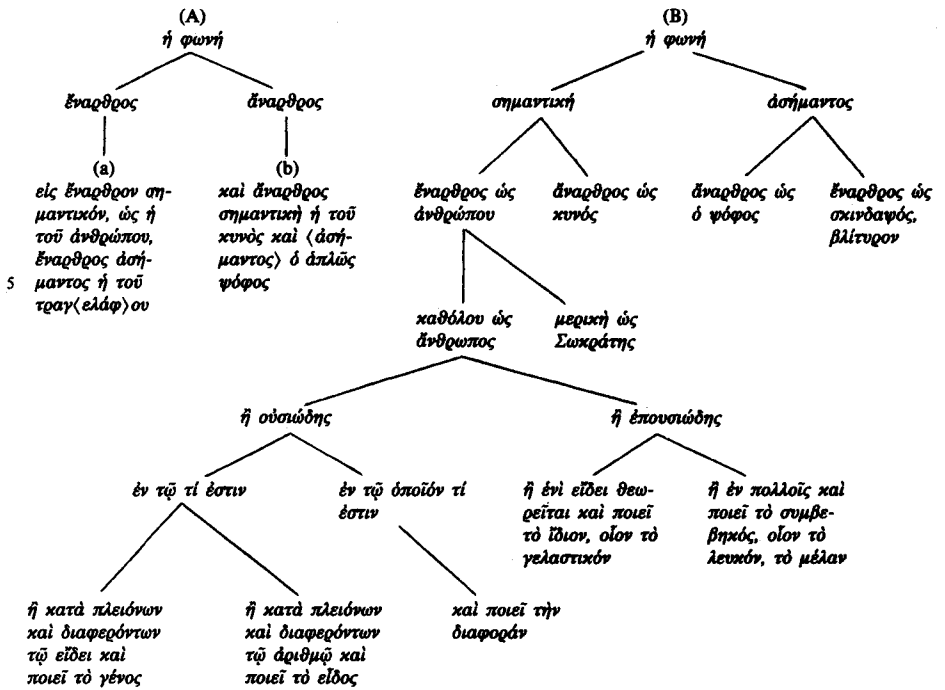 (A)
ἡ φωνή
ἔναρθρος
ἄναρθρος
(a)
εἰς ἔναρθρον ση-
μαντικόν, ὡς ἡ
τοῦ ἀνθρώπου,
ἔναρθρος ἀσή-
5 μαντος ἡ τοῦ
τραγ⟨ελάφ⟩ου
(b)
καὶ ἄναρθρος
σημαντικὴ ἡ τοῦ
κυνὸς καὶ ⟨ἀσή-
μαντος⟩ ὁ ἁπλῶς
ψόφος
(B)
ἡ φωνή
σημαντική
ἀσήμαντος
ἔναρθρος ὡς
ἀνθρώπου
ἄναρθρος ὡς
κυνός
ἄναρθρος ὡς
ὁ ψόφος
ἔναρθρος ὡς
σκινδαψός,
βλίτυρον
καθόλου ὡς
ἄνθρωπος
μερικὴ ὡς
Σωκράτης
ἢ οὐσιώδης
ἢ ἐπουσιώδης
ἐν τῷ τί ἐστιν
ἐν τῷ ὁποῖόν τί
ἐστιν
ἢ ἑνὶ εἴδει θεω-
ρεῖται καὶ ποιεῖ
τὸ ἴδιον, οἷον τὸ
γελαστικόν
ἢ ἐν πολλοῖς καὶ
ποιεῖ τὸ συμβε-
βηκός, οἷον τὸ
λευκόν, τὸ μέλαν
ἢ κατὰ πλειόνων
καὶ διαφερόντων
τῷ εἴδει καὶ
ποιεῖ τὸ γένος
ἢ κατὰ πλειόνων
καὶ διαφερόντων
τῷ ἀριθμῷ καὶ
ποιεῖ τὸ εἶδος
καὶ ποιεῖ τὴν
διαφοράν